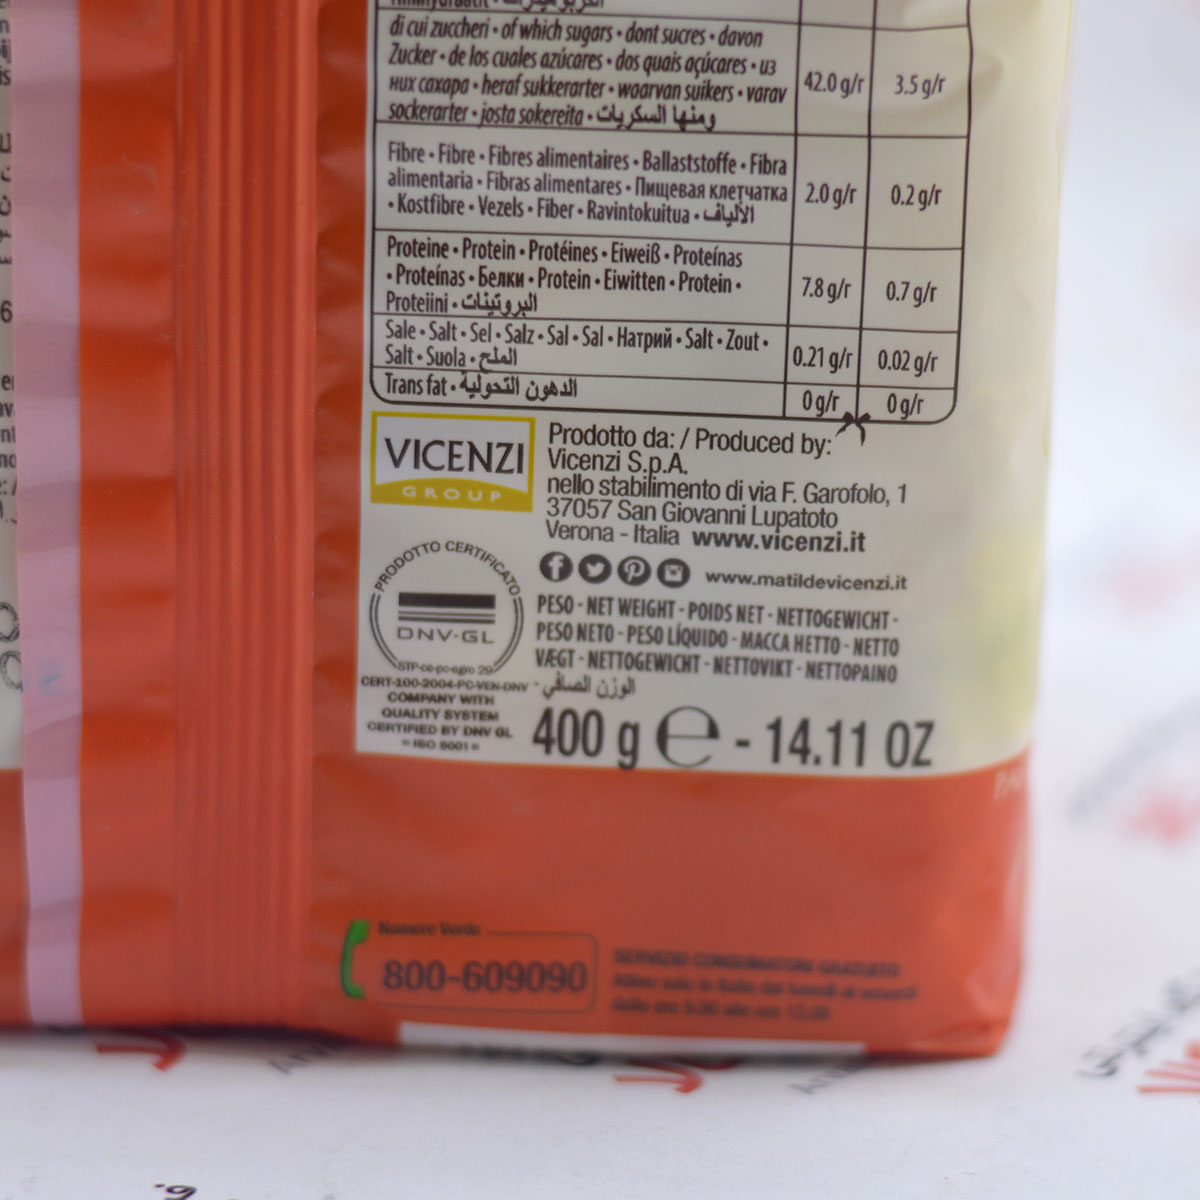 di cui zuccheri • of which sugars • dont sucres • davon
Zucker • de los cuales azúcares • dos quais açúcares • из
них сахара • heraf sukkerarter • waarvan suikers • varav
sockerarter • josta sokereita • ومنها السكريات
42.0 g/r 3.5 g/r
Fibre • Fibre • Fibres alimentaires • Ballaststoffe • Fibra
alimentaria • Fibras alimentares • Пищевая клетчатка
• Kostfibre • Vezels • Fiber • Ravintokuitua • الألياف
2.0 g/r 0.2 g/r
Proteine • Protein • Protéines • Eiweiß • Proteínas
• Proteínas • Белки • Protein • Eiwitten • Protein •
Proteiini • البروتينات
7.8 g/r 0.7 g/r
Sale • Salt • Sel • Salz • Sal • Sal • Натрий • Salt • Zout •
Salt • Suola • الملح
0.21 g/r 0.02 g/r
Trans fat • الدهون التحولية
0 g/r 0 g/r
VICENZI
GROUP
Prodotto da: / Produced by:
Vicenzi S.p.A.
nello stabilimento di via F. Garofolo, 1
37057 San Giovanni Lupatoto
Verona - Italia www.vicenzi.it
www.matildevicenzi.it
PRODOTTO CERTIFICATO
DNV·GL
STP-ce-po-agro 29
CERT-100-2004-PC-VEN-DNV
COMPANY WITH
QUALITY SYSTEM
CERTIFIED BY DNV GL
= ISO 9001 =
PESO - NET WEIGHT - POIDS NET - NETTOGEWICHT -
PESO NETO - PESO LÍQUIDO - МАССА НЕТТО - NETTO
VÆGT - NETTOGEWICHT - NETTOVIKT - NETTOPAINO
- الوزن الصافي
400 g ℮ - 14.11 OZ
Numero Verde
800-609090
SERVIZIO CONSUMATORI GRATUITO